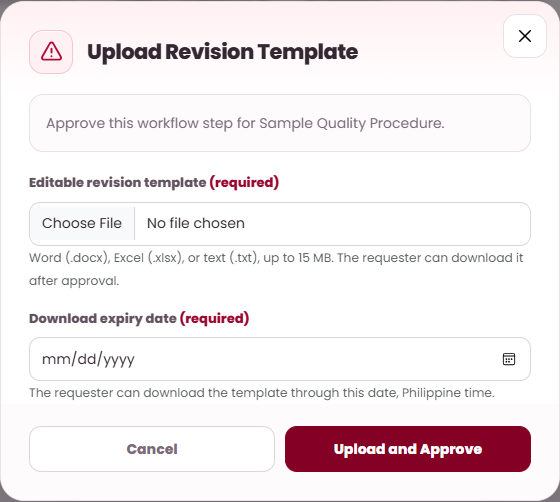 Upload Revision Template
Approve this workflow step for Sample Quality Procedure.
Editable revision template (required)
Choose File No file chosen
Word (.docx), Excel (.xlsx), or text (.txt), up to 15 MB. The requester can download it
after approval.
Download expiry date (required)
mm/dd/yyyy
The requester can download the template through this date, Philippine time.
Cancel Upload and Approve